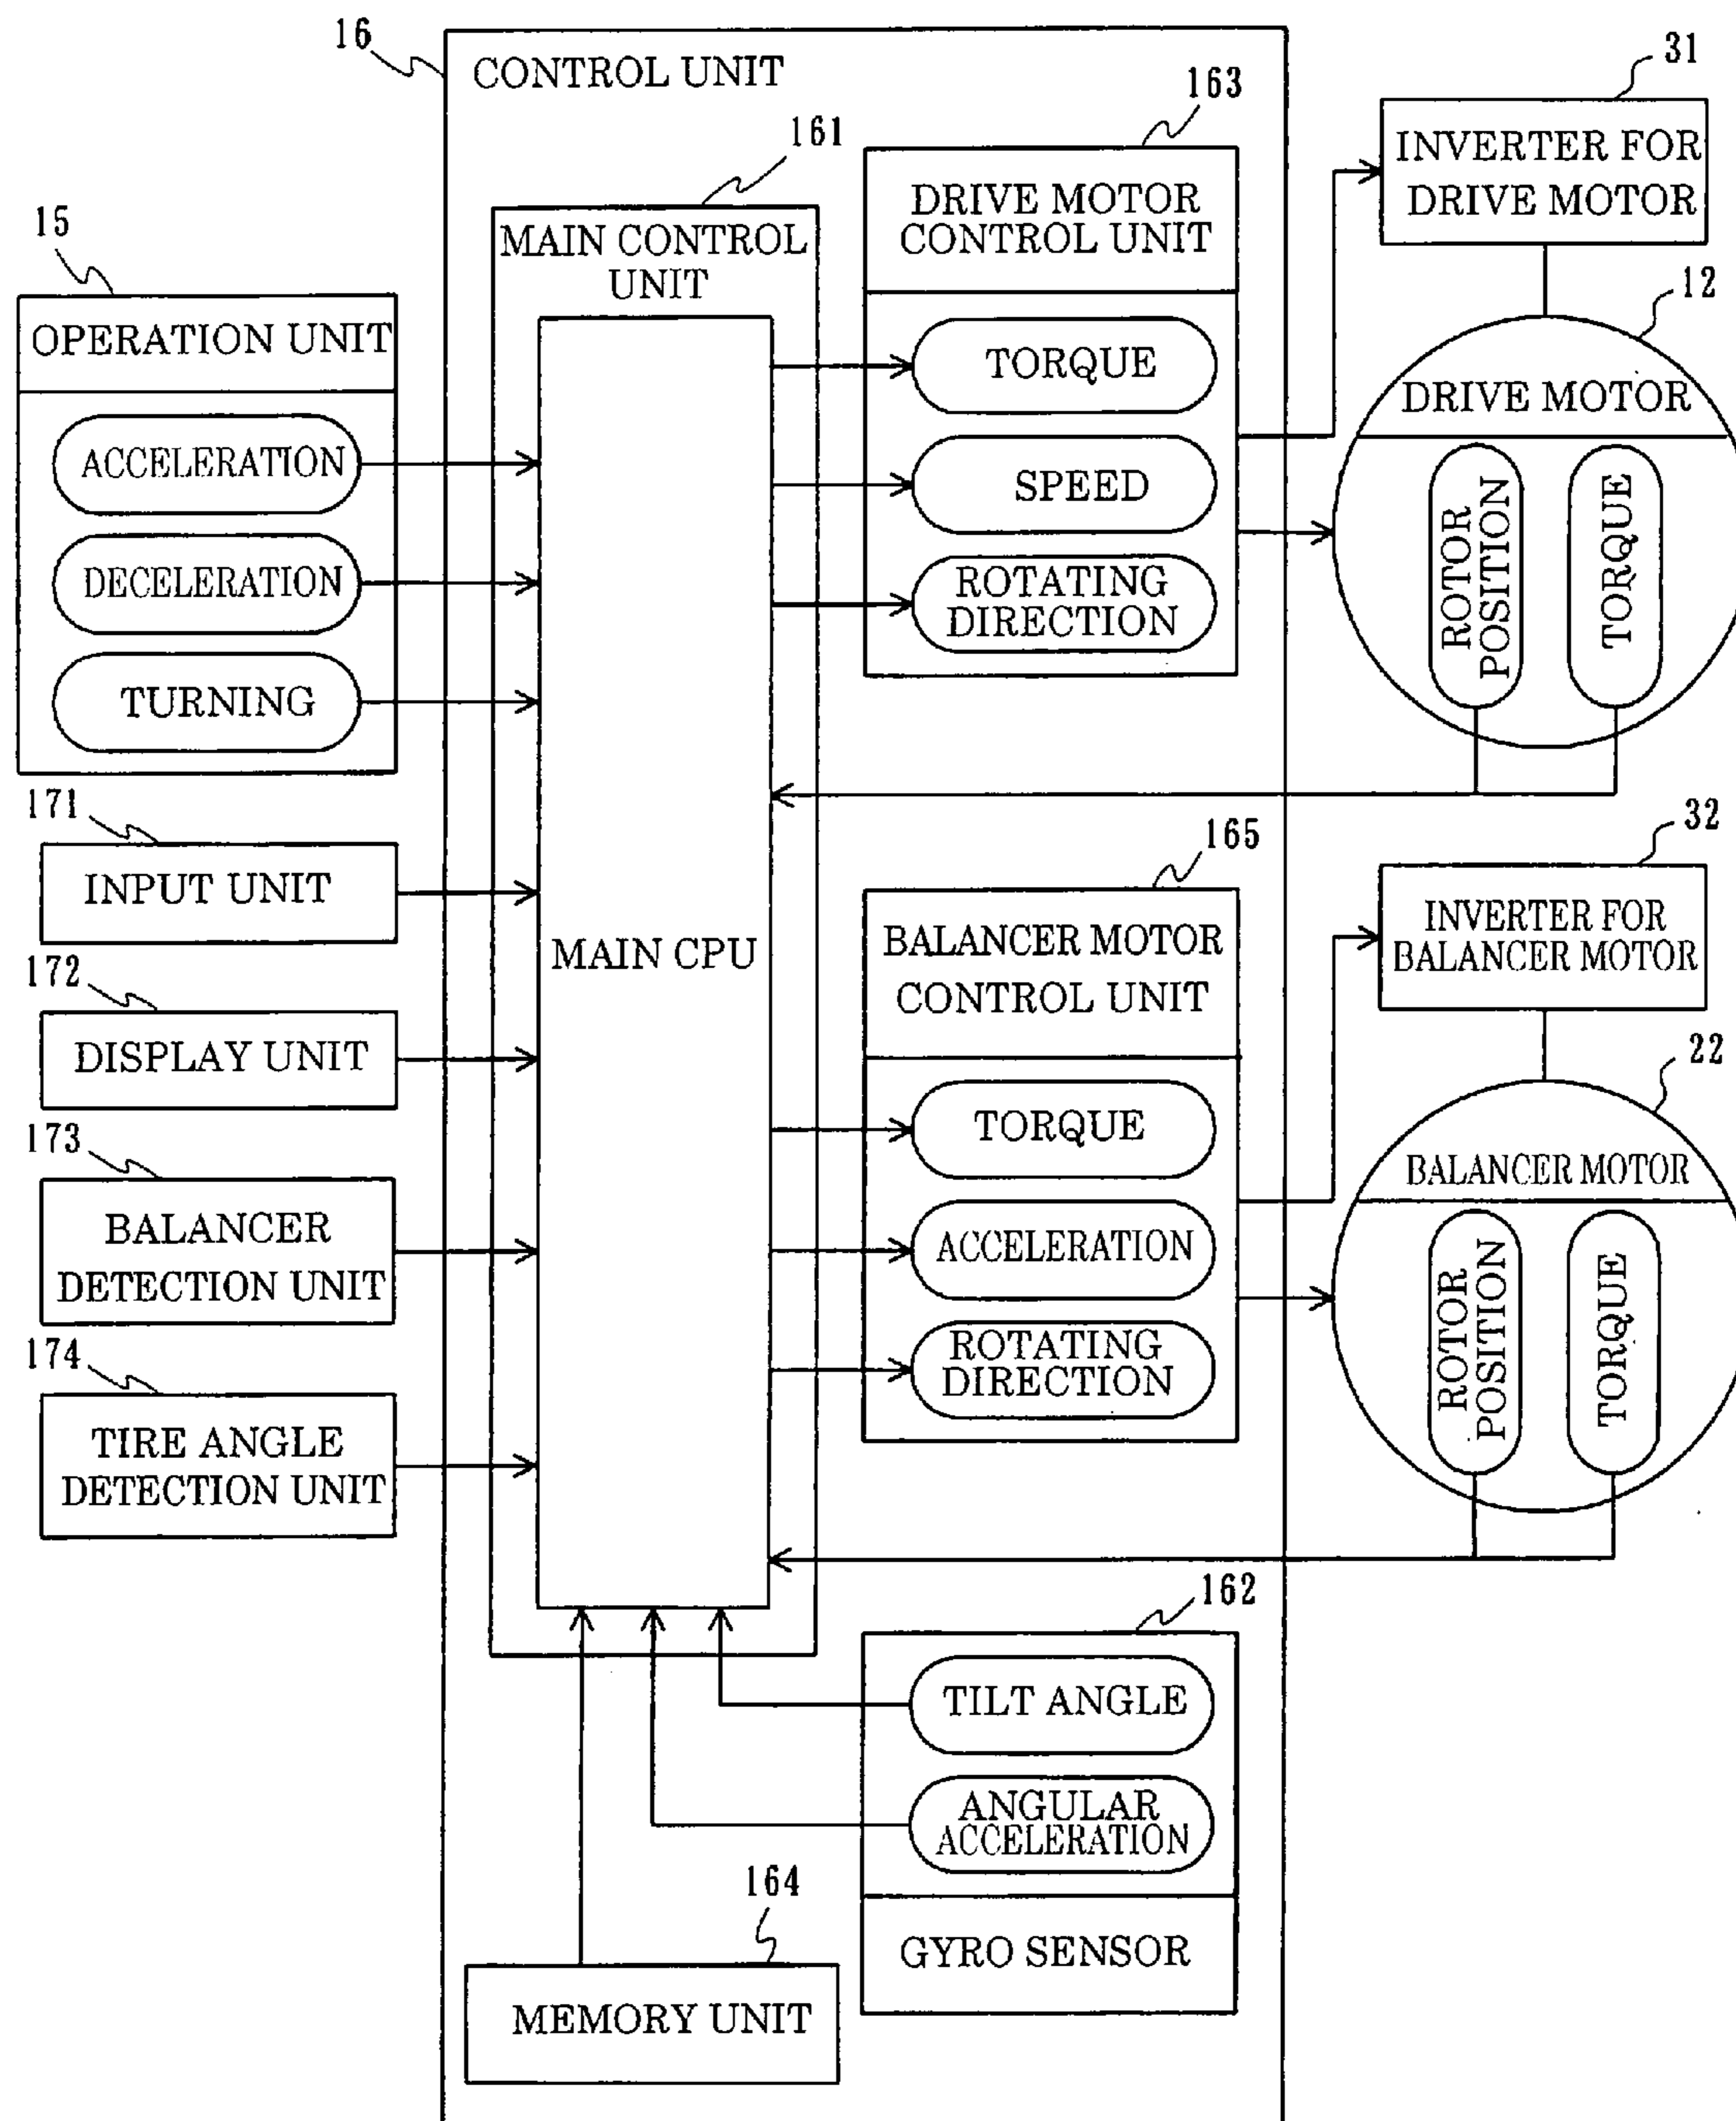 16
CONTROL UNIT
31
163
161
INVERTER FOR
DRIVE MOTOR
DRIVE MOTOR
CONTROL UNIT
15
MAIN CONTROL
UNIT
12
OPERATION UNIT
TORQUE
DRIVE MOTOR
ACCELERATION
SPEED
ROTOR
POSITION
TORQUE
DECELERATION
ROTATING
DIRECTION
TURNING
171
INPUT UNIT
165
32
MAIN CPU
BALANCER MOTOR
CONTROL UNIT
INVERTER FOR
BALANCER MOTOR
172
DISPLAY UNIT
22
TORQUE
BALANCER MOTOR
173
BALANCER
DETECTION UNIT
ACCELERATION
ROTOR
POSITION
TORQUE
ROTATING
DIRECTION
174
TIRE ANGLE
DETECTION UNIT
162
TILT ANGLE
ANGULAR
ACCELERATION
164
GYRO SENSOR
MEMORY UNIT